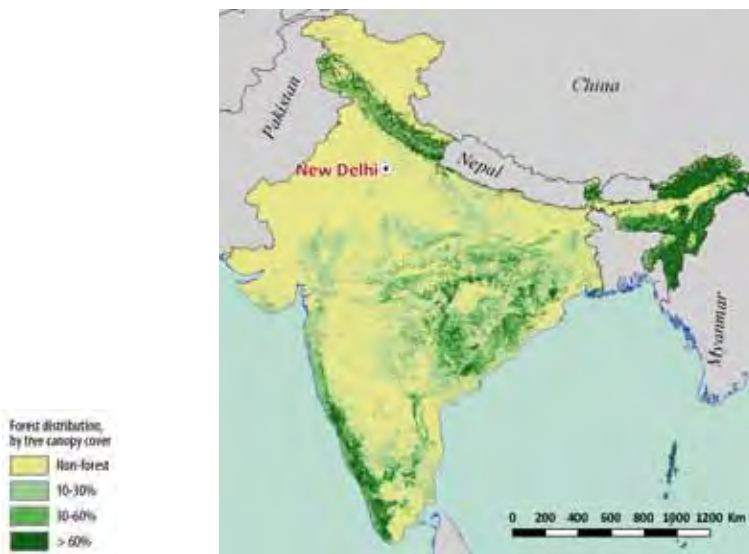 China
Pakistan
New Delhi
Nepal
Myanmar
Forest distribution,
by tree canopy cover
Non-forest
10-30%
30-60%
> 60%
0 200 400 600 800 1000 1200 Km